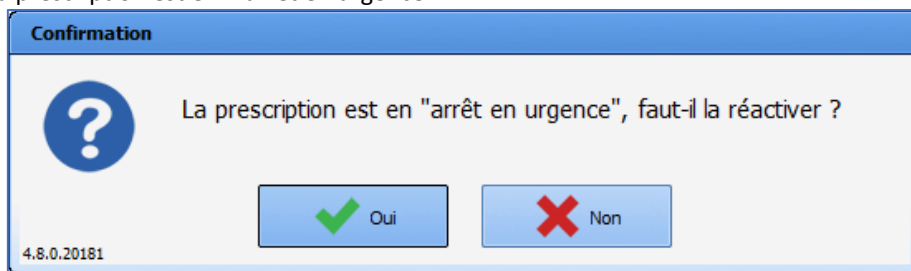 Confirmation
La prescription est en "arrêt en urgence", faut-il la réactiver ?
Oui
Non
4.8.0.20181